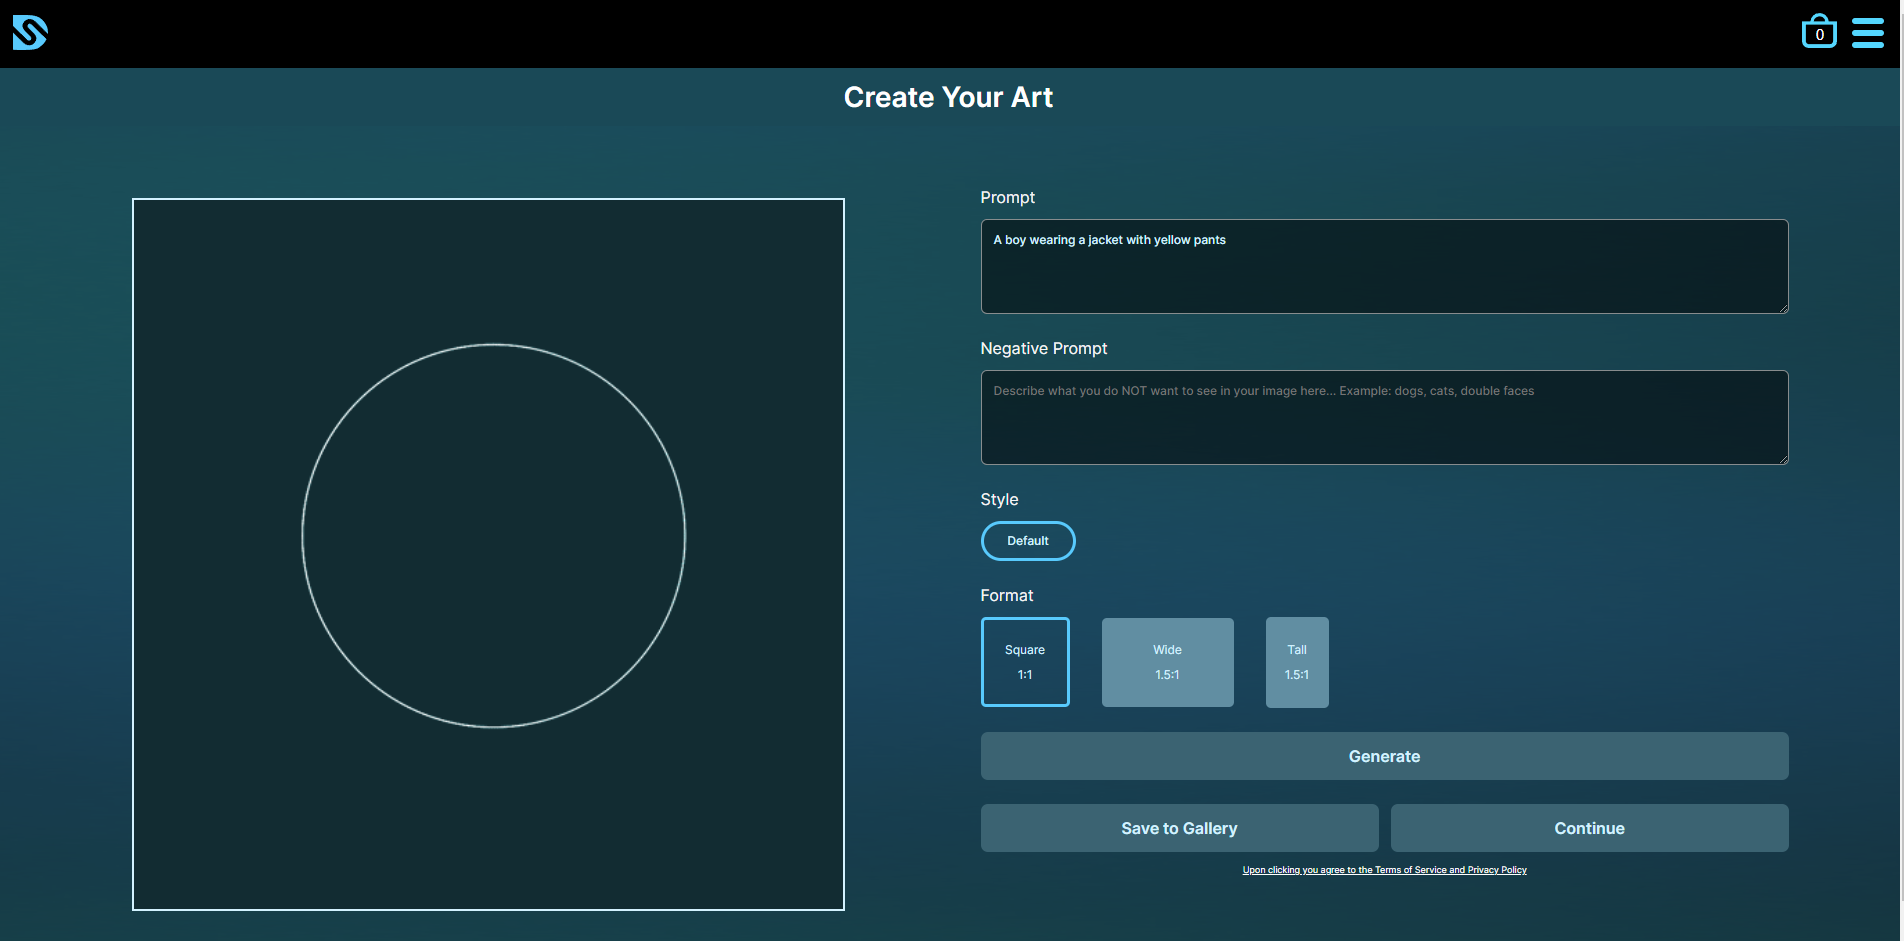 0
Create Your Art
Prompt
A boy wearing a jacket with yellow pants
Negative Prompt
Describe what you do NOT want to see in your image here... Example: dogs, cats, double faces
Style
Default
Format
Square
1:1
Wide
1.5:1
Tall
1.5:1
Generate
Save to Gallery
Continue
Upon clicking you agree to the Terms of Service and Privacy Policy